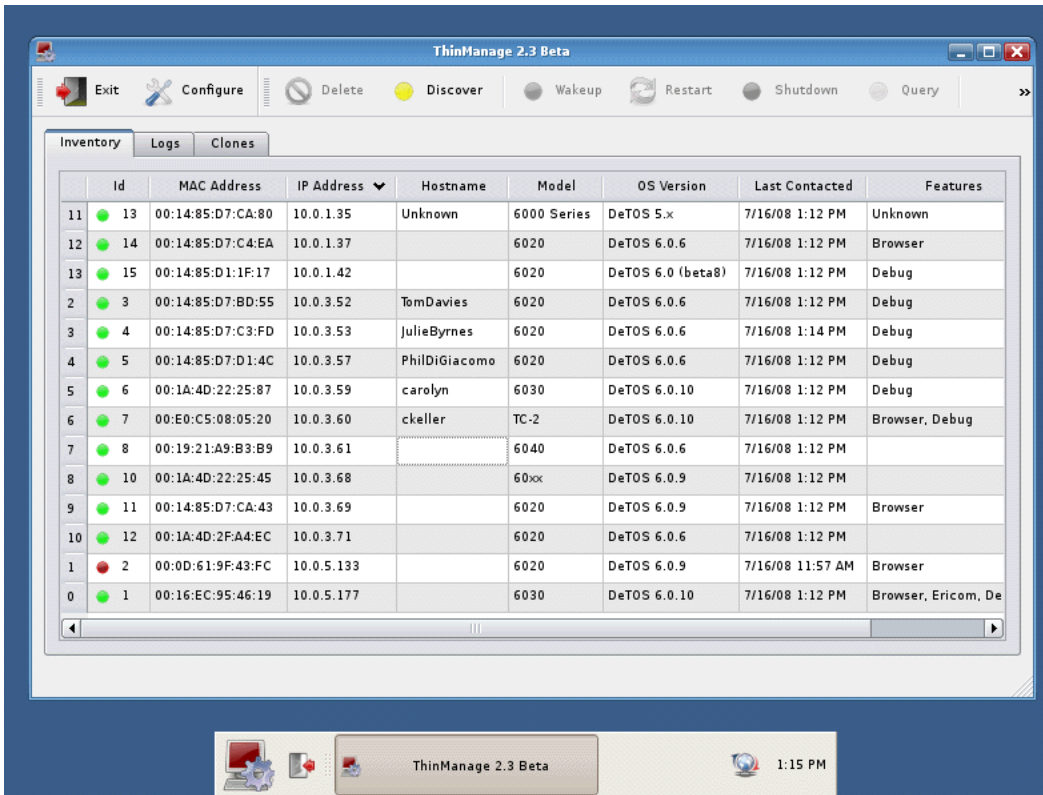 ThinManage 2.3 Beta
Exit Configure Delete Discover Wakeup Restart Shutdown Query »
Inventory Logs Clones
Id MAC Address IP Address Hostname Model OS Version Last Contacted Features
11 13 00:14:85:D7:CA:80 10.0.1.35 Unknown 6000 Series DeTOS 5.x 7/16/08 1:12 PM Unknown
12 14 00:14:85:D7:C4:EA 10.0.1.37 6020 DeTOS 6.0.6 7/16/08 1:12 PM Browser
13 15 00:14:85:D1:1F:17 10.0.1.42 6020 DeTOS 6.0 (beta8) 7/16/08 1:12 PM Debug
2 3 00:14:85:D7:BD:55 10.0.3.52 TomDavies 6020 DeTOS 6.0.6 7/16/08 1:12 PM Debug
3 4 00:14:85:D7:C3:FD 10.0.3.53 JulieByrnes 6020 DeTOS 6.0.6 7/16/08 1:14 PM Debug
4 5 00:14:85:D7:D1:4C 10.0.3.57 PhilDiGiacomo 6020 DeTOS 6.0.6 7/16/08 1:12 PM Debug
5 6 00:1A:4D:22:25:87 10.0.3.59 carolyn 6030 DeTOS 6.0.10 7/16/08 1:12 PM Debug
6 7 00:E0:C5:08:05:20 10.0.3.60 ckeller TC-2 DeTOS 6.0.10 7/16/08 1:12 PM Browser, Debug
7 8 00:19:21:A9:B3:B9 10.0.3.61 6040 DeTOS 6.0.6 7/16/08 1:12 PM
8 10 00:1A:4D:22:25:45 10.0.3.68 60xx DeTOS 6.0.9 7/16/08 1:12 PM
9 11 00:14:85:D7:CA:43 10.0.3.69 6020 DeTOS 6.0.9 7/16/08 1:12 PM Browser
10 12 00:1A:4D:2F:A4:EC 10.0.3.71 6020 DeTOS 6.0.6 7/16/08 1:12 PM
1 2 00:0D:61:9F:43:FC 10.0.5.133 6020 DeTOS 6.0.9 7/16/08 11:57 AM Browser
0 1 00:16:EC:95:46:19 10.0.5.177 6030 DeTOS 6.0.10 7/16/08 1:12 PM Browser, Ericom, De
ThinManage 2.3 Beta 1:15 PM